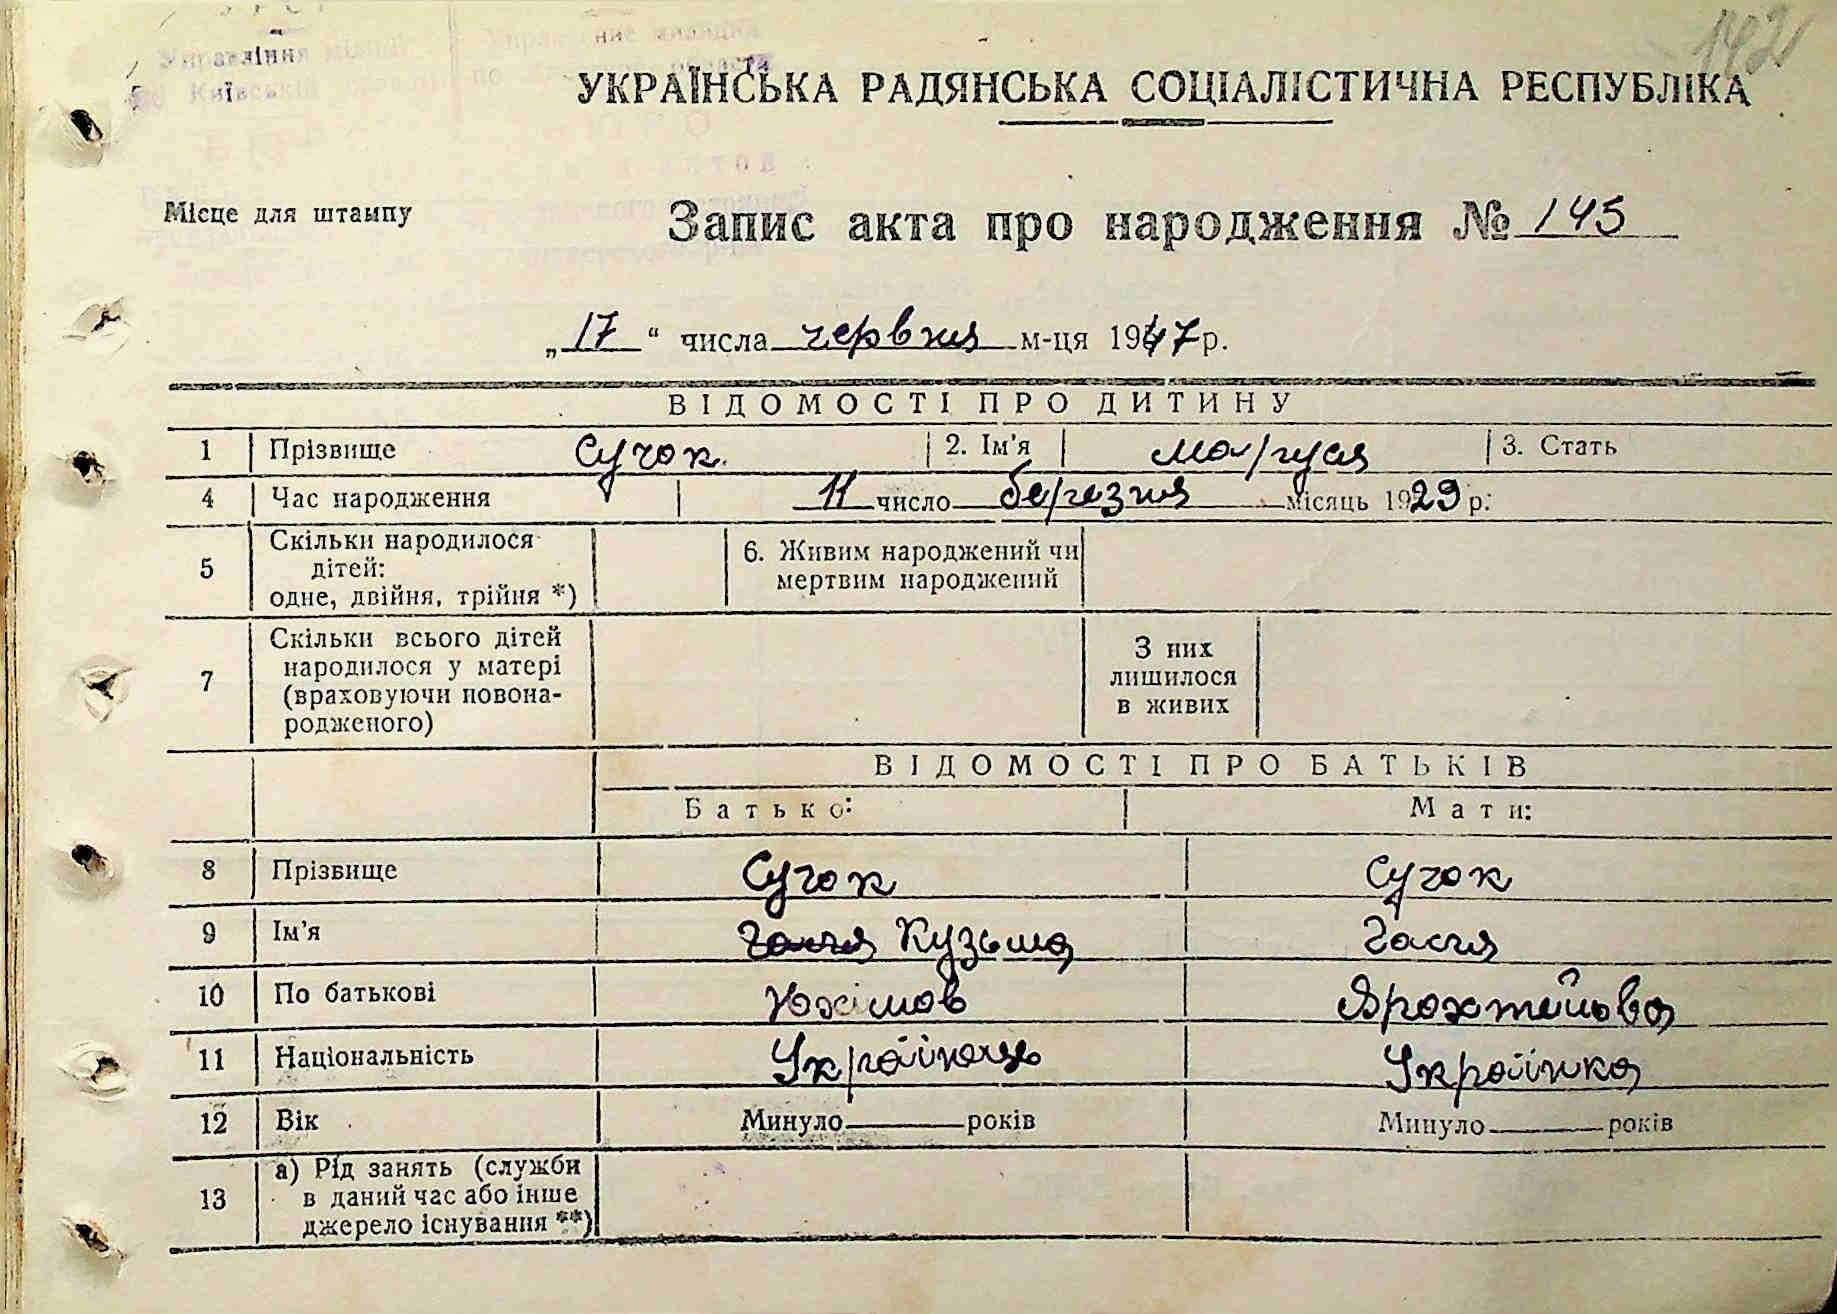 142
УКРАЇНСЬКА РАДЯНСЬКА СОЦІАЛІСТИЧНА РЕСПУБЛІКА
Місце для штампу
Запис акта про народження № 145
„ 17 “ числа червня м-ця 1947 р.
ВІДОМОСТІ ПРО ДИТИНУ
1 Прізвище Сучок 2. Ім'я Маруся 3. Стать
4 Час народження 11 число березня місяць 1929 р.
5 Скільки народилося дітей: одне, двійня, трійня *) 6. Живим народжений чи мертвим народжений
7 Скільки всього дітей народилося у матері (враховуючи новонародженого) З них лишилося в живих
ВІДОМОСТІ ПРО БАТЬКІВ
Батько: Мати:
8 Прізвище Сучок Сучок
9 Ім'я Гастя Кузьма Гастя
10 По батькові Юхімов
11 Національність Українець Українка
12 Вік Минуло років Минуло років
13 а) Рід занять (служби в даний час або інше джерело існування **)